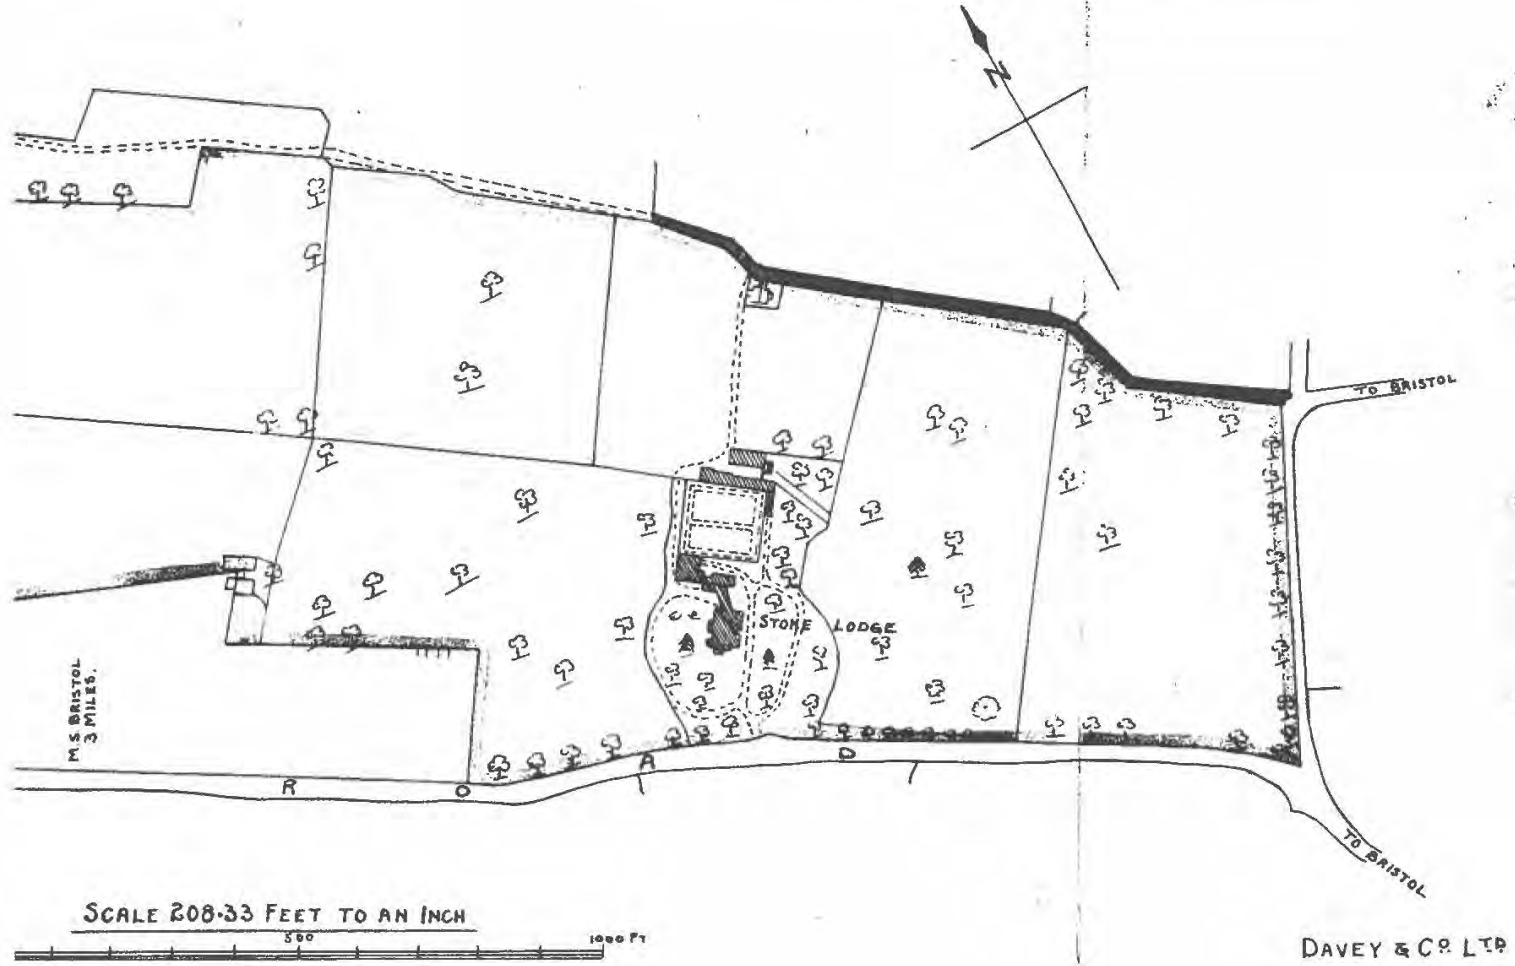 N
TO BRISTOL
STOKE LODGE
M.S. BRISTOL
3 MILES.
R O A D
TO BRISTOL
SCALE 208.33 FEET TO AN INCH
500 1000 FT
DAVEY & CO LTD